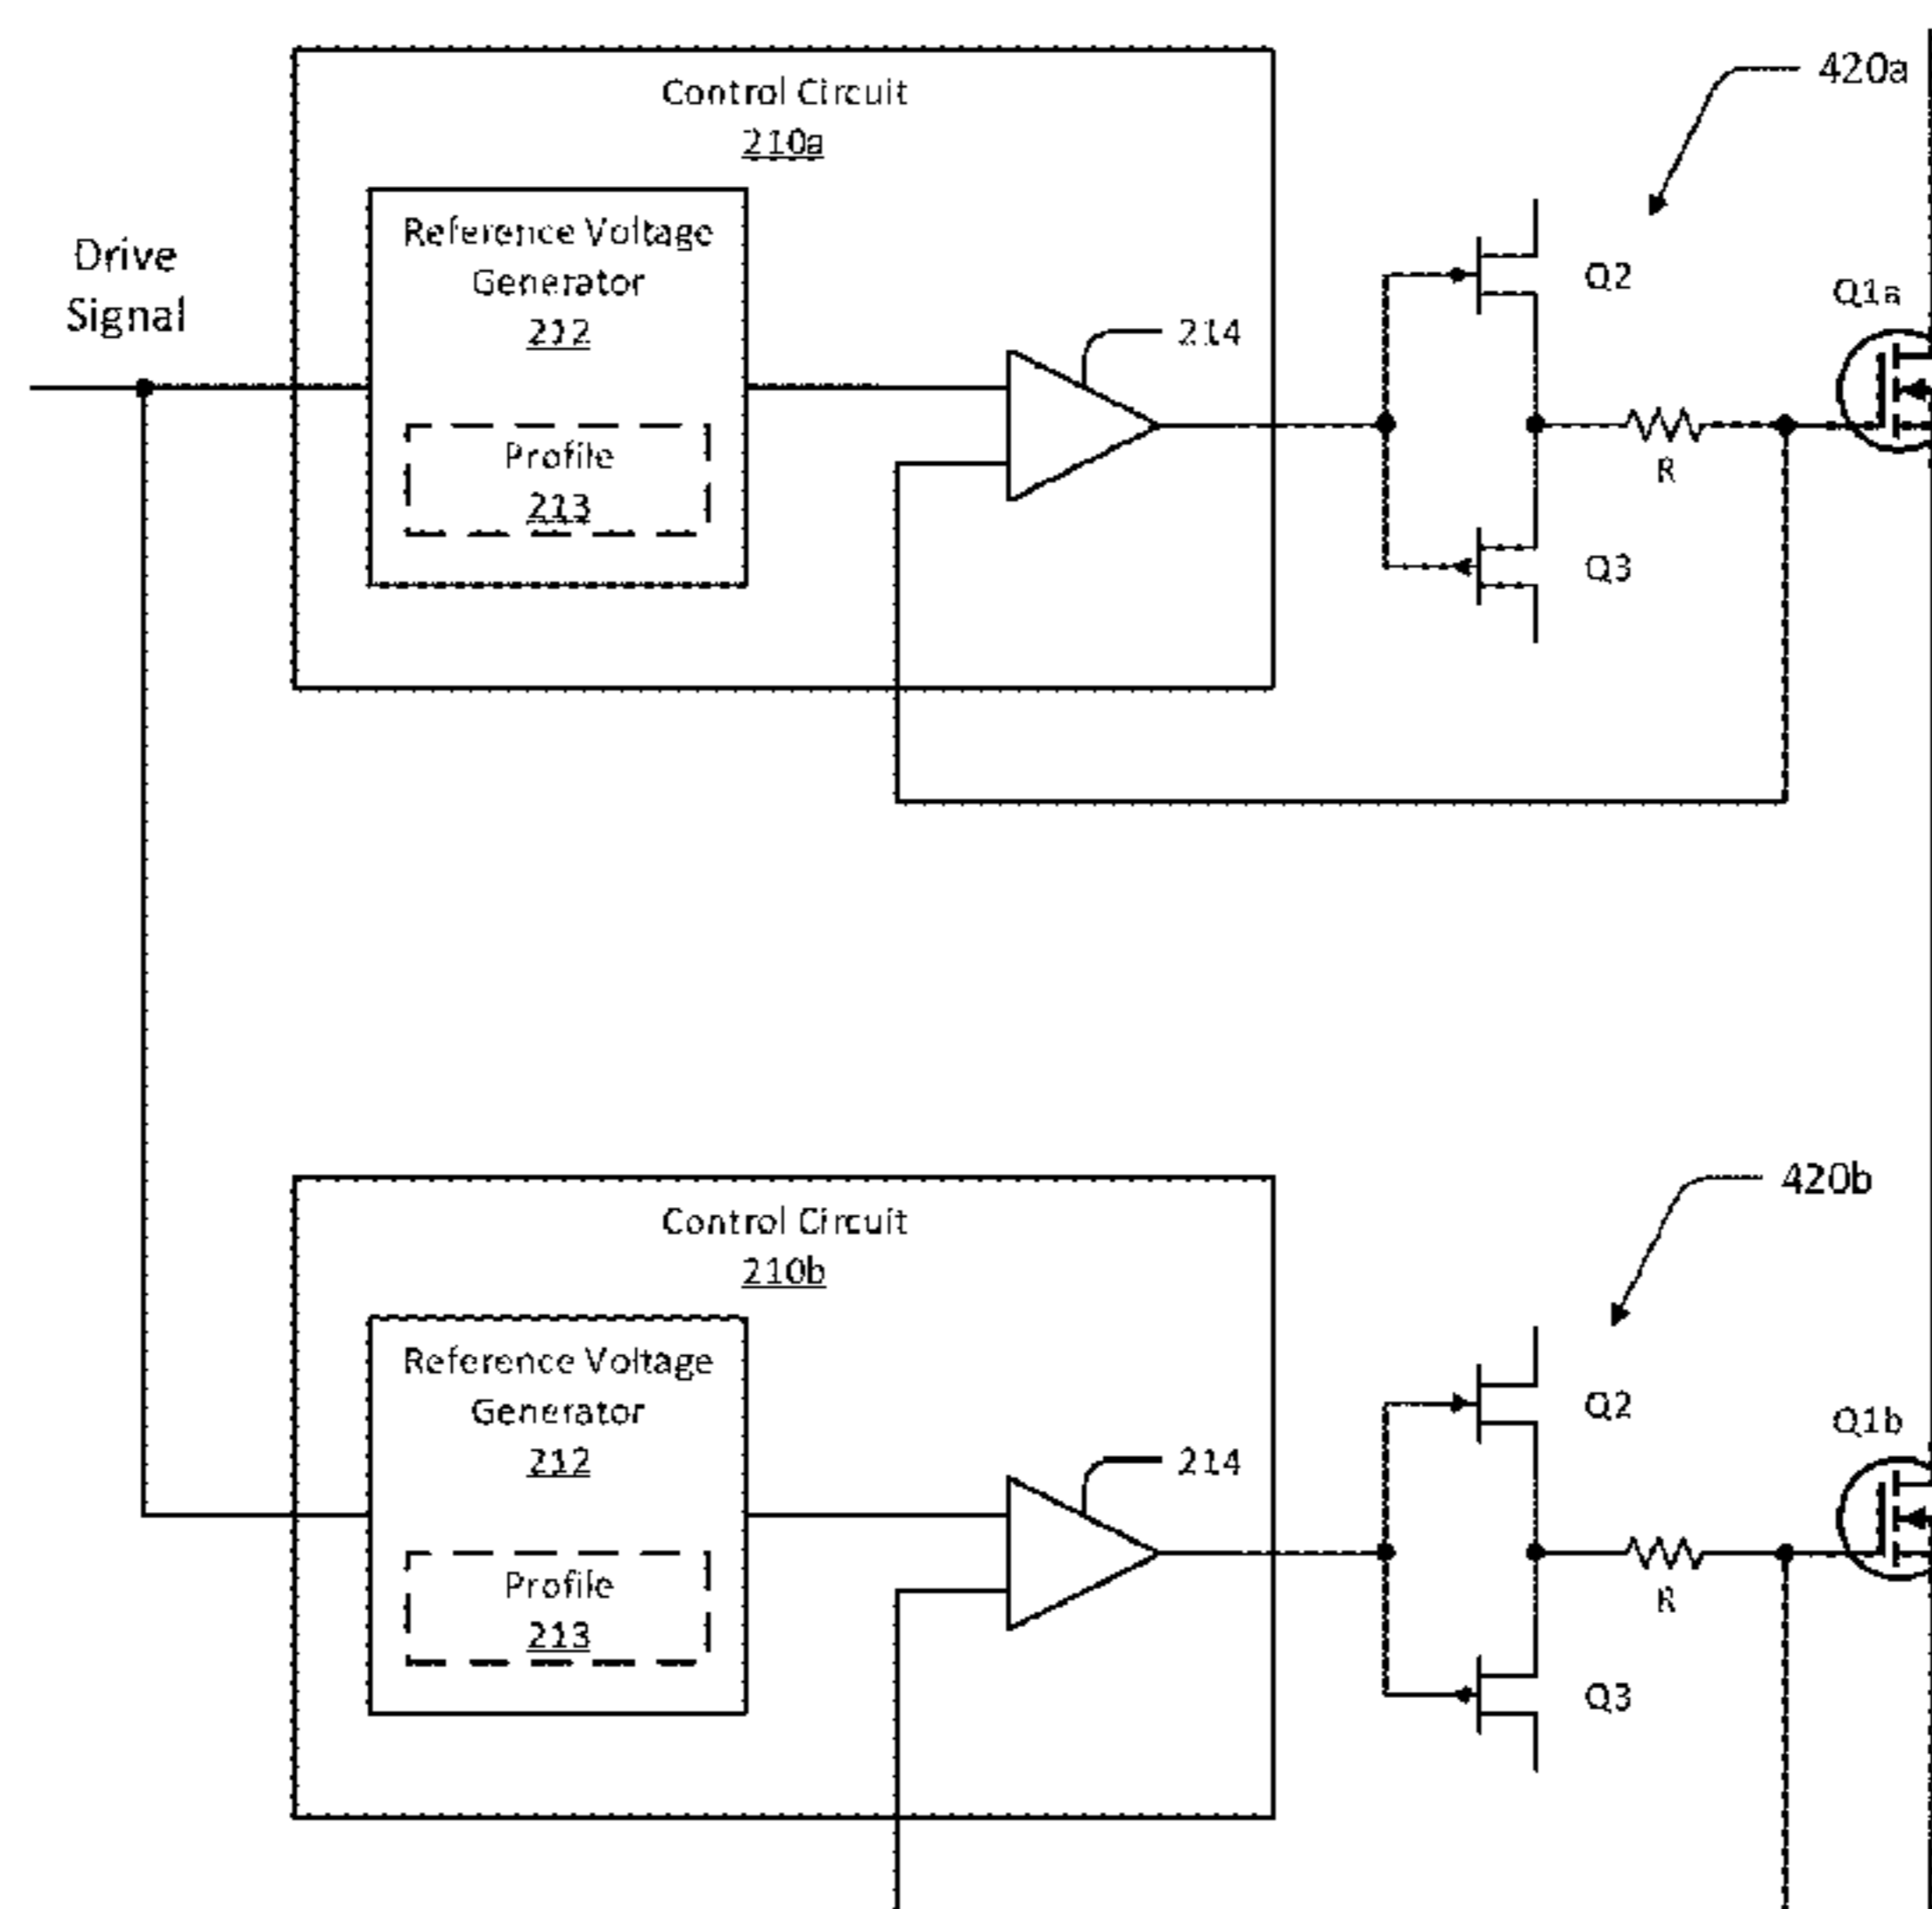 Control Circuit
210a
420a
Reference Voltage
Generator
212
Drive
Signal
214
Q2
Q1a
Profile
213
R
Q3
Control Circuit
210b
420b
Reference Voltage
Generator
212
214
Q2
Q1b
Profile
213
R
Q3